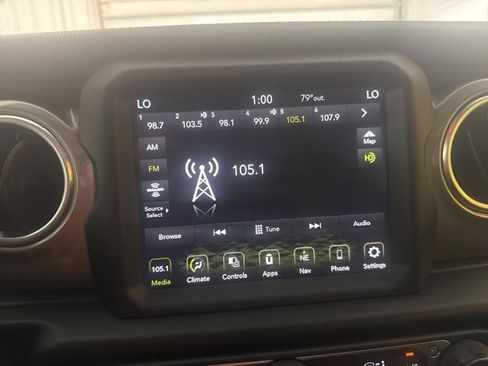 LO 1:00 79°out. LO
1 2 3 4 5 6
98.7 103.5 98.1 99.9 105.1 107.9
AM
Map
FM
105.1
Source
Select
Browse Tune Audio
105.1 NE
Media Climate Controls Apps Nav Phone Settings